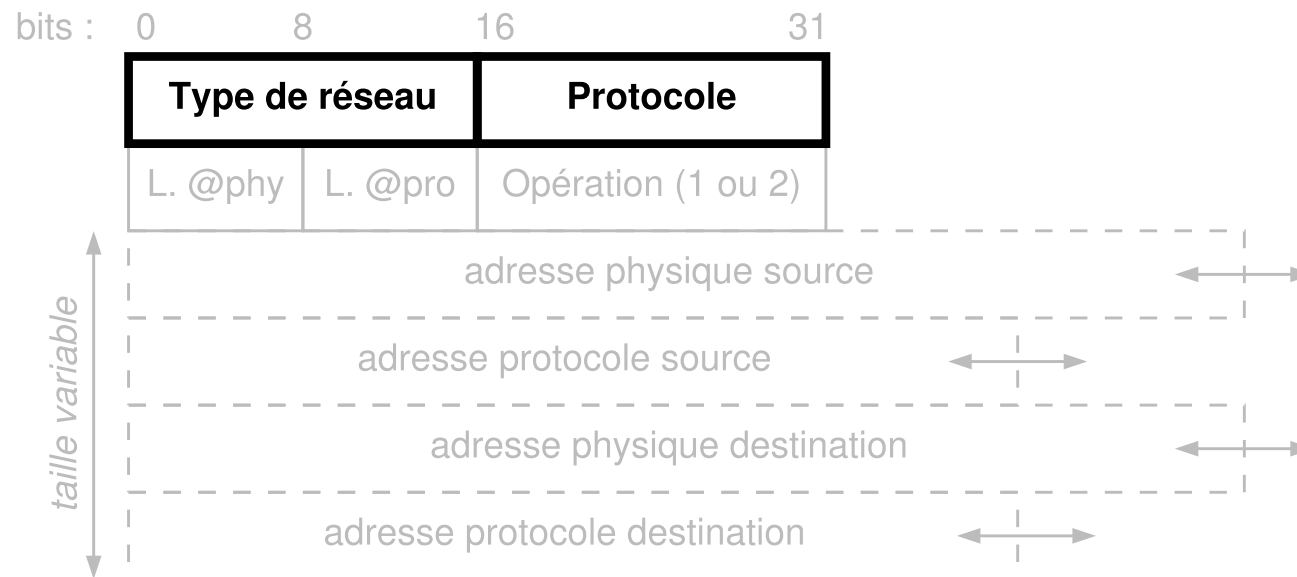 bits : 0 8 16 31
Type de réseau Protocole
L. @phy L. @pro Opération (1 ou 2)
adresse physique source
adresse protocole source
adresse physique destination
adresse protocole destination
taille variable